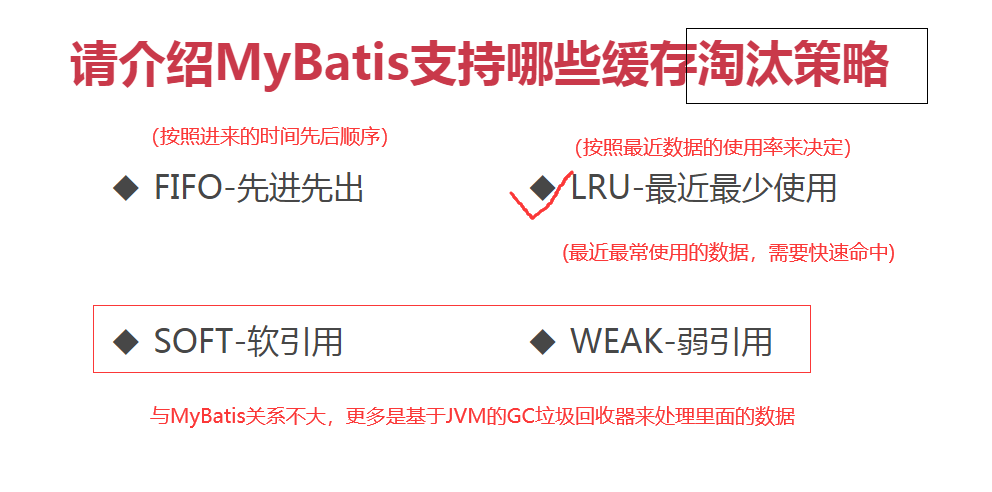 请介绍MyBatis支持哪些缓存淘汰策略
(按照进来的时间先后顺序)
(按照最近数据的使用率来决定)
◆ FIFO-先进先出
◆ LRU-最近最少使用
(最近最常使用的数据，需要快速命中)
◆ SOFT-软引用
◆ WEAK-弱引用
与MyBatis关系不大，更多是基于JVM的GC垃圾回收器来处理里面的数据